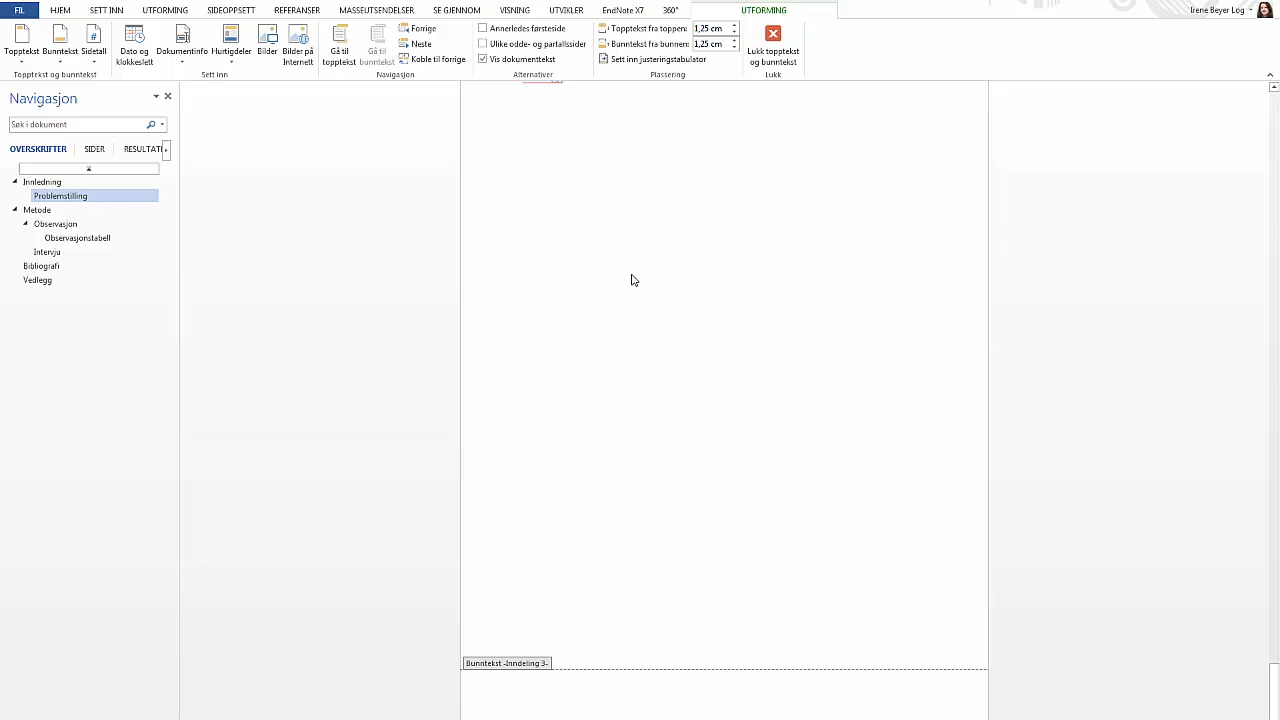 FIL HJEM SETT INN UTFORMING SIDEOPPSETT REFERANSER MASSEUTSENDELSER SE GJENNOM VISNING UTVIKLER EndNote X7 360° UTFORMING Irene Beyer Log
Topptekst Bunntekst Sidetall
Topptekst og bunntekst
Dato og klokkeslett
Dokumentinfo Hurtigdeler Bilder Bilder på Internett
Sett inn
Gå til topptekst
Gå til bunntekst
Forrige
Neste
Koble til forrige
Navigasjon
Annerledes førsteside
Ulike odde- og partallssider
Vis dokumenttekst
Alternativer
Topptekst fra toppen: 1,25 cm
Bunntekst fra bunnen: 1,25 cm
Sett inn justeringstabulator
Plassering
Lukk topptekst og bunntekst
Lukk
Navigasjon
Søk i dokument
OVERSKRIFTER SIDER RESULTAT
Innledning
Problemstilling
Metode
Observasjon
Observasjonstabell
Intervju
Bibliografi
Vedlegg
Bunntekst -Inndeling 3-